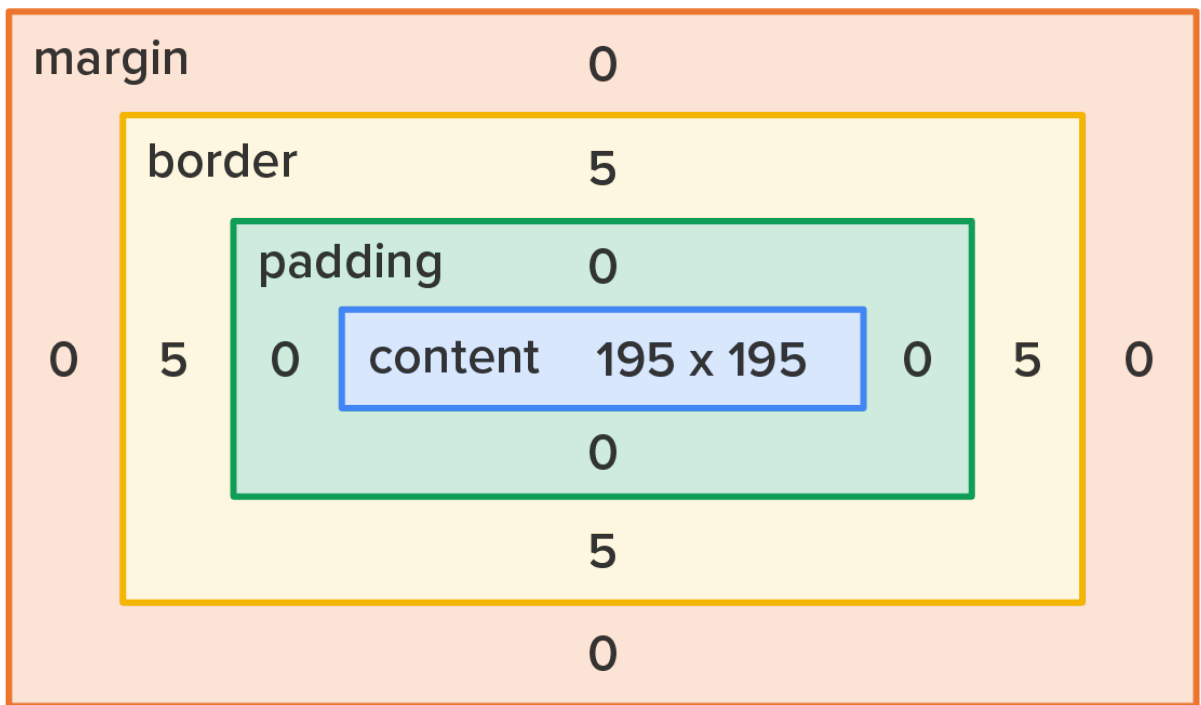 margin 0
border 5
padding 0
0 5 0 content 195 x 195 0 5 0
0
5
0